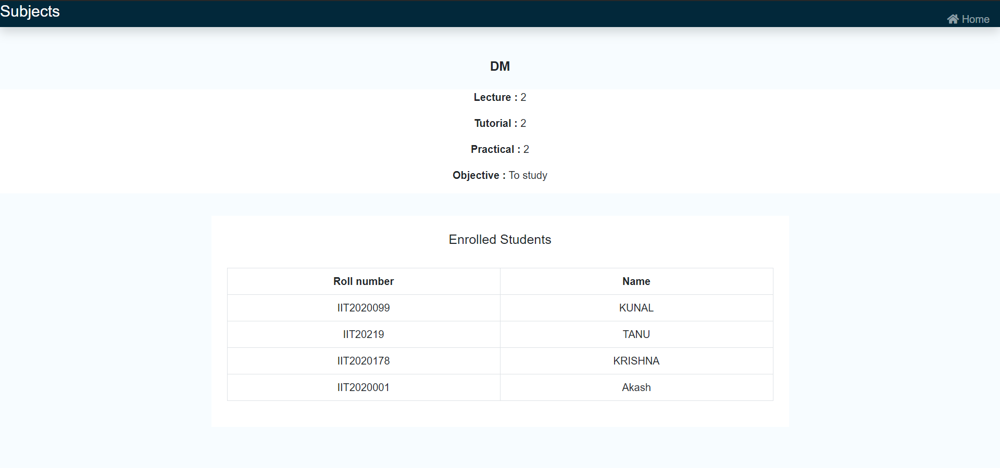 Subjects
Home
DM
Lecture : 2
Tutorial : 2
Practical : 2
Objective : To study
Enrolled Students
Roll number Name
IIT2020099 KUNAL
IIT20219 TANU
IIT2020178 KRISHNA
IIT2020001 Akash